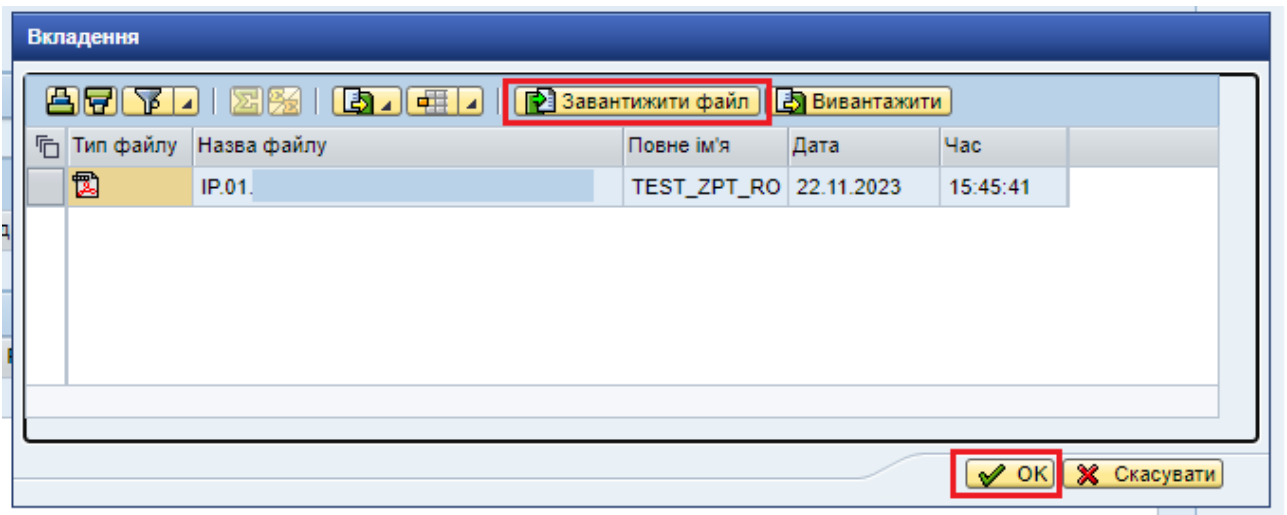 Вкладення
Завантижити файл Вивантажити
Тип файлу Назва файлу Повне ім'я Дата Час
IP.01. TEST_ZPT_RO 22.11.2023 15:45:41
OK Скасувати